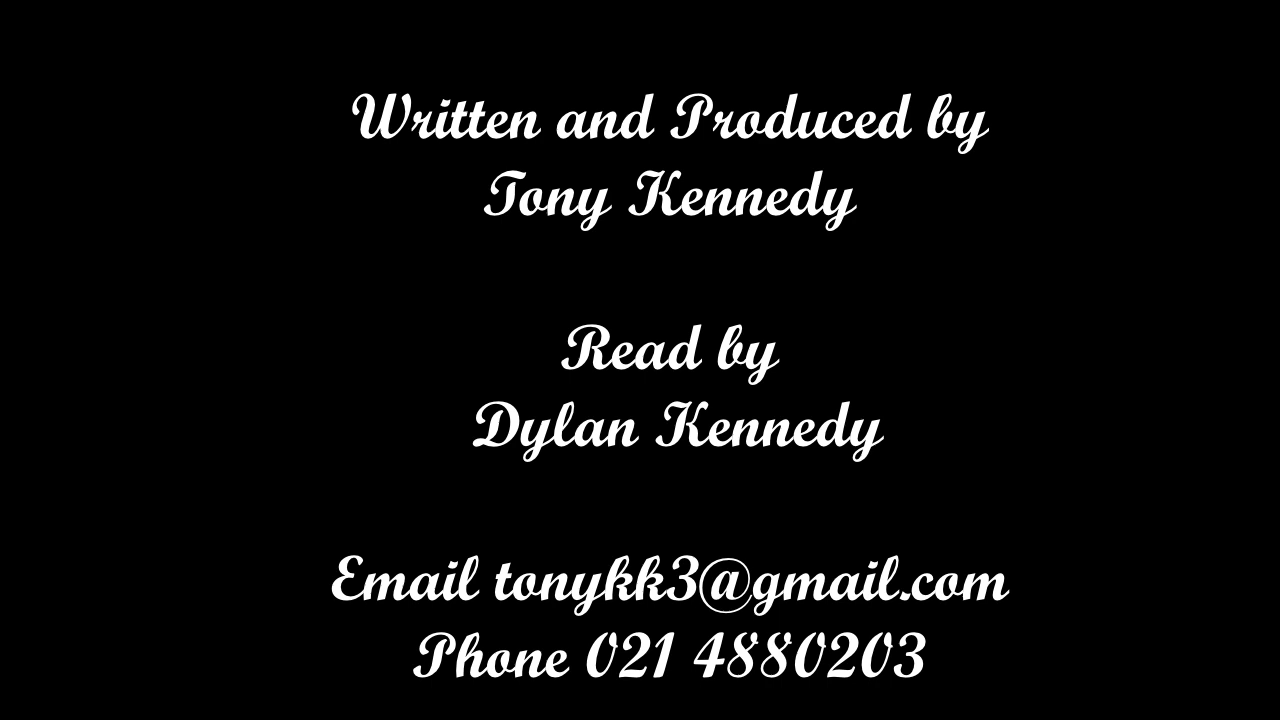 Written and Produced by
Tony Kennedy
Read by
Dylan Kennedy
Email tonykk3@gmail.com
Phone 021 4880203